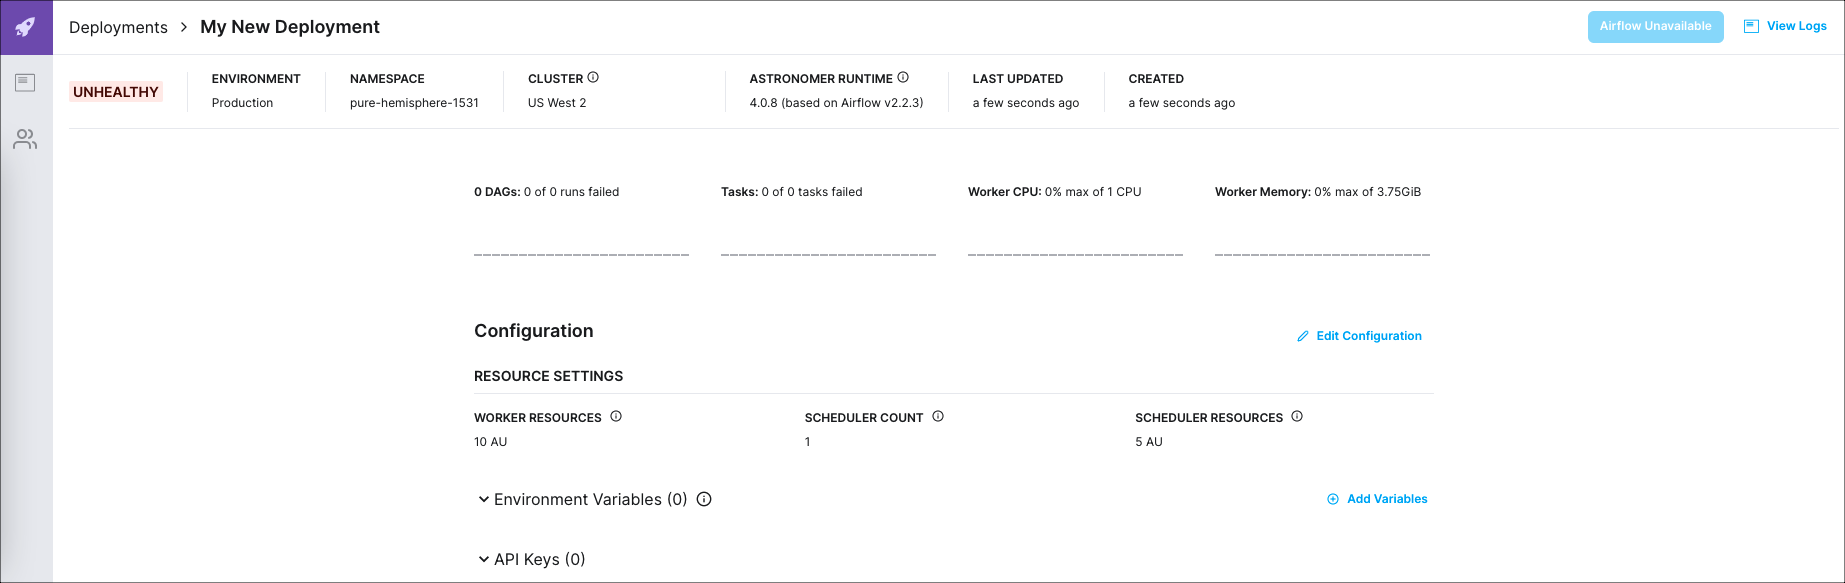 Deployments > My New Deployment
Airflow Unavailable
View Logs
UNHEALTHY
ENVIRONMENT
Production
NAMESPACE
pure-hemisphere-1531
CLUSTER
US West 2
ASTRONOMER RUNTIME
4.0.8 (based on Airflow v2.2.3)
LAST UPDATED
a few seconds ago
CREATED
a few seconds ago
0 DAGs: 0 of 0 runs failed
Tasks: 0 of 0 tasks failed
Worker CPU: 0% max of 1 CPU
Worker Memory: 0% max of 3.75GiB
Configuration
Edit Configuration
RESOURCE SETTINGS
WORKER RESOURCES
10 AU
SCHEDULER COUNT
1
SCHEDULER RESOURCES
5 AU
Environment Variables (0)
Add Variables
API Keys (0)